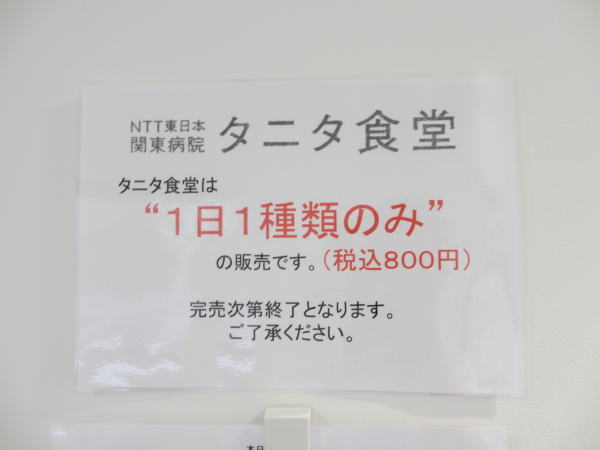 NTT東日本
関東病院 タニタ食堂
タニタ食堂は
“1日1種類のみ”
の販売です。(税込800円)
完売次第終了となります。
ご了承ください。
本日